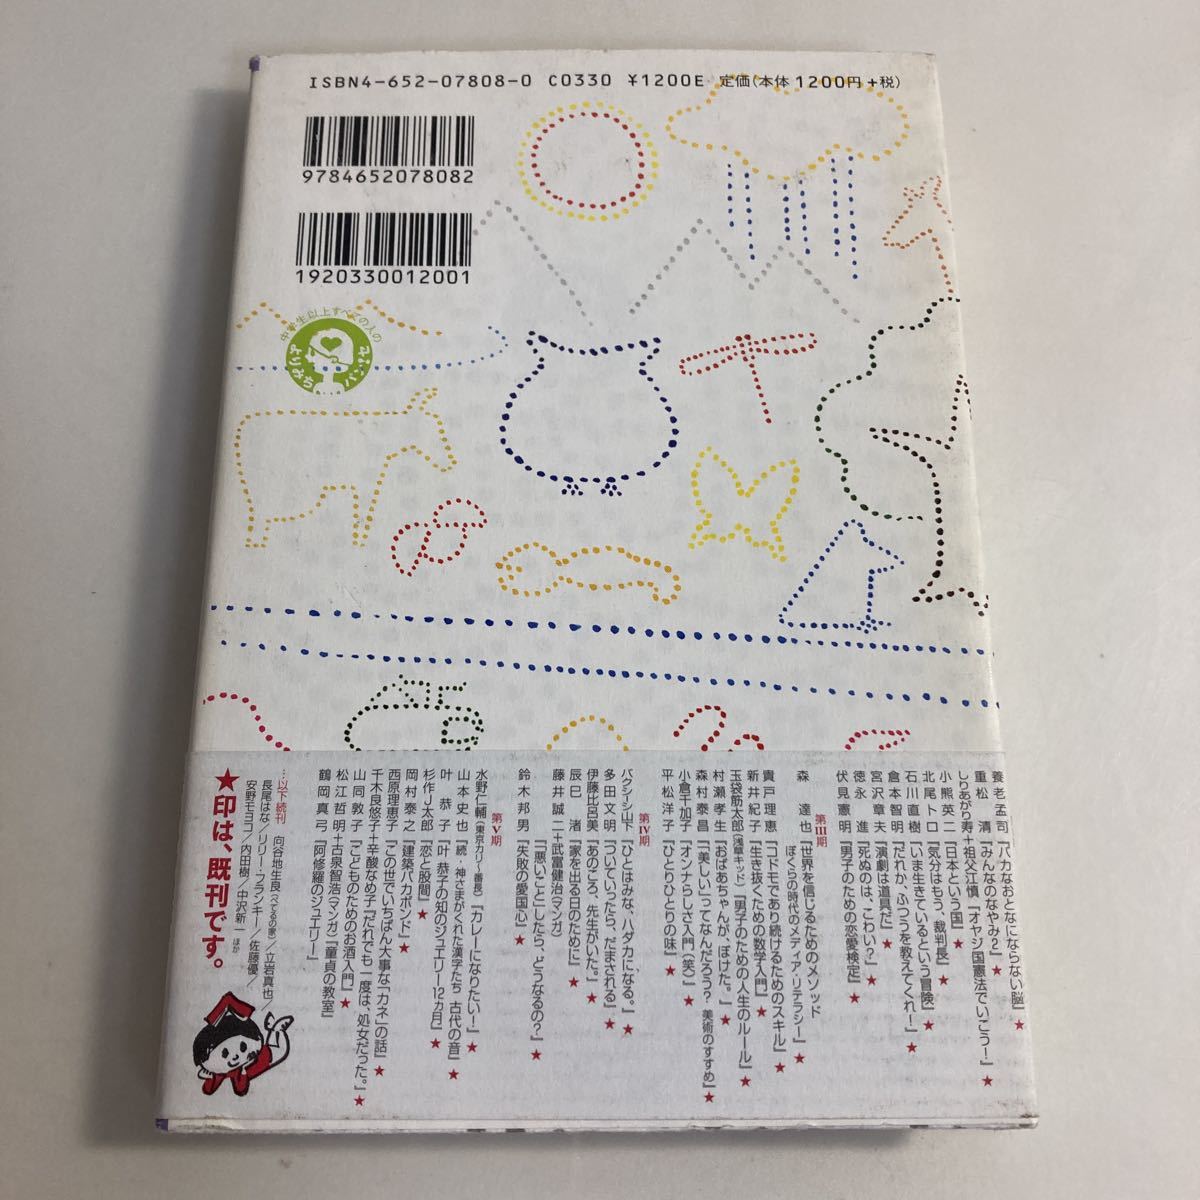 ISBN4-652-07808-0 C0330 ¥1200E 定価(本体1200円+税)
9784652078082
1920330012001
中学生以上すべての人の
よりみちパン!セ
養老孟司『バカなおとなにならない脳』★
重松 清『みんなのなやみ2』★
しりあがり寿+祖父江慎『オヤジ国憲法でいこう!』★
小熊英二『日本という国』★
北尾トロ『気分はもう、裁判長』★
石川直樹『いま生きているという冒険』★
倉本智明『だれか、ふつうを教えてくれ!』★
宮沢章夫『演劇は道具だ』★
徳永 進『死ぬのは、こわい?』★
伏見憲明『男子のための恋愛検定』★
第III期
森 達也『世界を信じるためのメソッド
ぼくらの時代のメディア・リテラシー』★
貴戸理恵『コドモであり続けるためのスキル』★
新井紀子『生き抜くための数学入門』★
玉袋筋太郎(浅草キッド)『男子のための人生のルール』★
村瀬孝生『おばあちゃんが、ぼけた。』★
森村泰昌『「美しい」ってなんだろう? 美術のすすめ』★
小倉千加子『オンナらしさ入門(笑)』★
平松洋子『ひとりひとりの味』★
第IV期
バクシーシ山下『ひとはみな、ハダカになる。』★
多田文明『ついていったら、だまされる』★
伊藤比呂美『あのころ、先生がいた。』★
辰巳 渚『家を出る日のために』★
藤井誠二+武富健治(マンガ)
『「悪いこと」したら、どうなるの?』★
鈴木邦男『失敗の愛国心』★
第V期
水野仁輔(東京カリ〜番長)『カレーになりたい!』★
山本史也『続・神さまがくれた漢字たち 古代の音』★
叶 恭子『叶恭子の知のジュエリー12ヵ月』★
杉作J太郎『恋と股間』★
岡村泰之『建築バカボンド』★
西原理恵子『この世でいちばん大事な「カネ」の話』★
千木良悠子+辛酸なめ子『だれでも一度は、処女だった。』★
山同敦子『こどものためのお酒入門』★
松江哲明+古泉智浩(マンガ)『童貞の教室』★
鶴岡真弓『阿修羅のジュエリー』★
…以下続刊 向谷地生良(べてるの家)/立岩真也/
長尾はな/リリー・フランキー/佐藤優/
安野モヨコ/内田樹/中沢新一 ほか
★印は、既刊です。